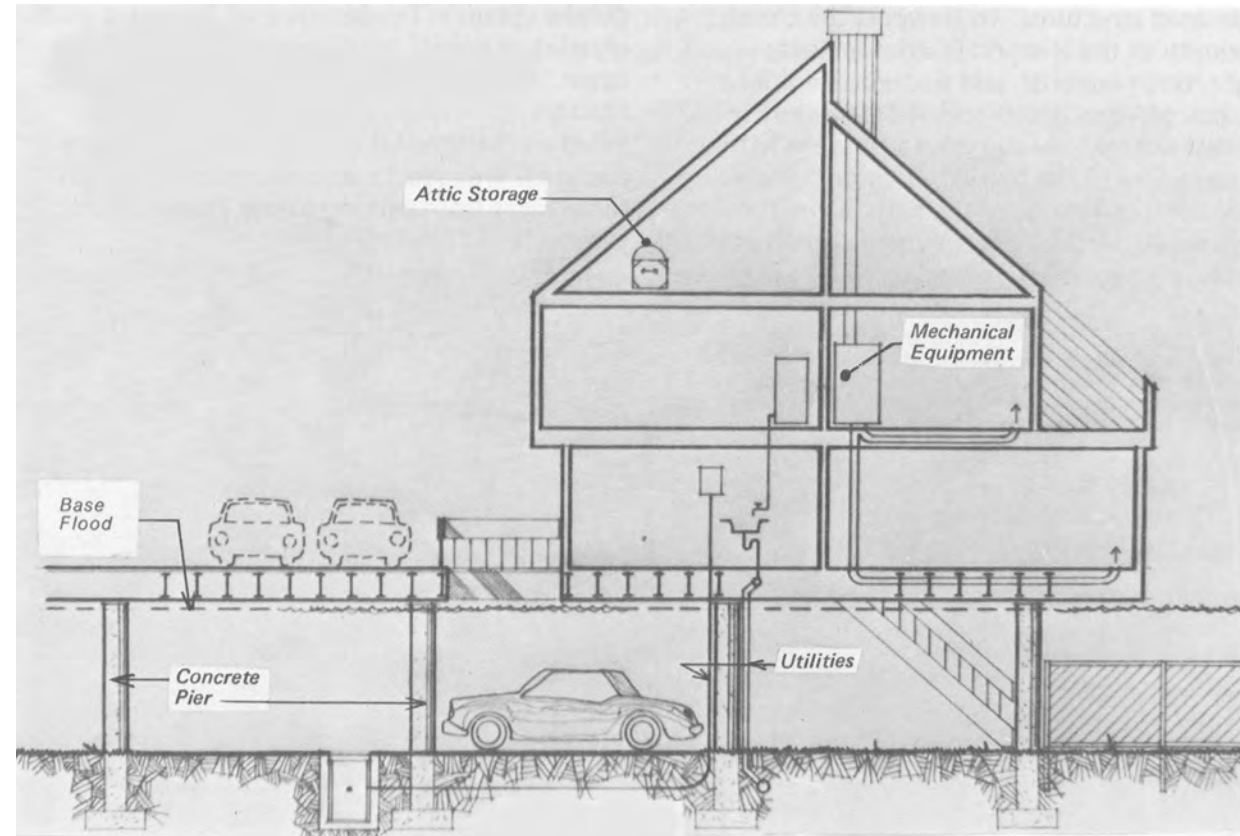 Attic Storage
Mechanical
Equipment
Base
Flood
Concrete
Pier
Utilities